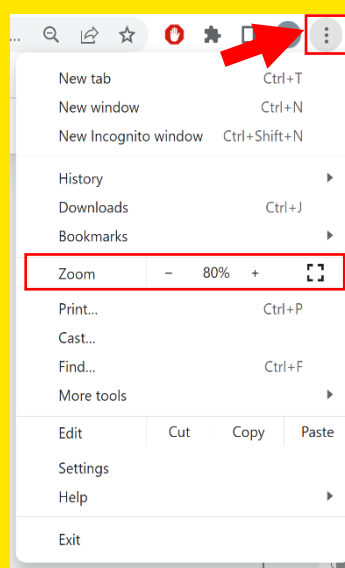 ...
New tab Ctrl+T
New window Ctrl+N
New Incognito window Ctrl+Shift+N
History
Downloads Ctrl+J
Bookmarks
Zoom - 80% +
Print... Ctrl+P
Cast...
Find... Ctrl+F
More tools
Edit Cut Copy Paste
Settings
Help
Exit